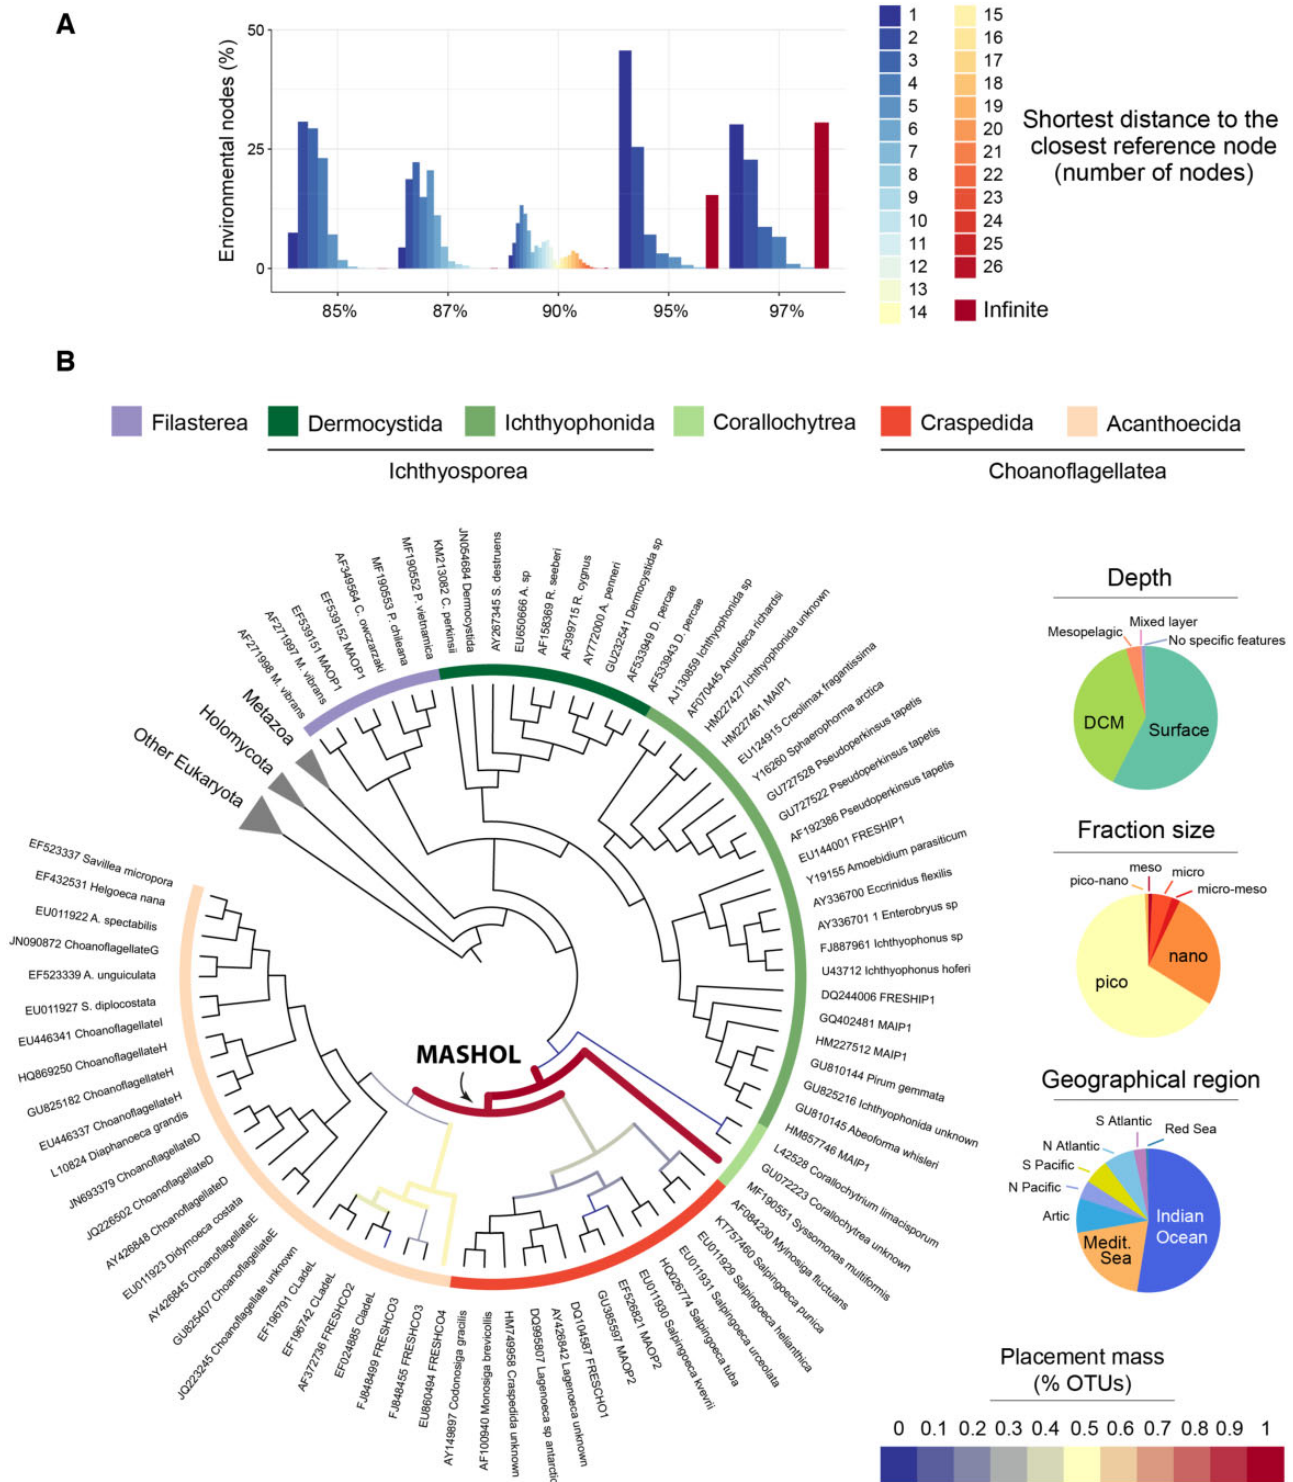 A
Environmental nodes (%)
50
25
0
85%
87%
90%
95%
97%
1
2
3
4
5
6
7
8
9
10
11
12
13
14
15
16
17
18
19
20
21
22
23
24
25
26
Infinite
Shortest distance to the
closest reference node
(number of nodes)
B
Filasterea
Dermocystida
Ichthyophonida
Corallochytrea
Craspedida
Acanthoecida
Ichthyosporea
Choanoflagellatea
Other Eukaryota
Holomycota
Metazoa
AF271998 M. vibrans
AF271997 M. vibrans
EF539151 MAOP1
EF539152 MAOP1
AF349564 C. owczarzaki
MF190553 P. chileana
MF190552 P. vietnamica
KM213082 C. perkinsii
JN054684 Dermocystida
AY267345 S. destruens
EU650666 A. sp
AF158369 R. seeberi
AF399715 R. cygnus
AY772000 A. penneri
GU232541 Dermocystida sp
AF533949 D. percae
AF533943 D. percae
AJ130859 Ichthyophonida sp
AF070445 Anurofeca richardsi
HM227427 Ichthyophonida unknown
HM227461 MAIP1
EU124915 Creolimax fragantissima
Y16260 Sphaerophorma arctica
GU727528 Pseudoperkinsus tapetis
GU727522 Pseudoperkinsus tapetis
AF192386 Pseudoperkinsus tapetis
EU144001 FRESHIP1
Y19155 Amoebidium parasiticum
AY336700 Eccrinidus flexilis
AY336701 1 Enterobryus sp
FJ887961 Ichthyophonus sp
U43712 Ichthyophonus hoferi
DQ244006 FRESHIP1
GQ402481 MAIP1
HM227512 MAIP1
GU810144 Pirum gemmata
GU825216 Ichthyophonida unknown
GU810145 Abeoforma whisleri
HM857746 MAIP1
L42528 Corallochytrium limacisporum
GU072223 Corallochytrea unknown
MF190551 Syssomonas multiformis
AF084230 Mylnosiga fluctuans
KT757460 Salpingoeca punica
EU011929 Salpingoeca helianthica
EU011931 Salpingoeca urceolata
HQ026774 Salpingoeca tuba
EU011930 Salpingoeca kvevrii
EF526821 MAOP2
GU385597 MAOP2
DQ104587 FRESCHO1
AY426842 Lagenoeca unknown
DQ995807 Lagenoeca sp antarctic
HM749958 Craspedida unknown
AF100940 Monosiga brevicollis
AY149897 Codonosiga gracilis
EU860494 FRESHCO4
FJ848455 FRESHCO3
FJ848499 FRESHCO3
EF024885 CladeL
AF372736 FRESHCO2
EF196742 CLadeL
EF196791 CLadeL
JQ223245 Choanoflagellate unknown
GU825407 ChoanoflagellateE
AY426845 ChoanoflagellateE
EU011923 Didymoeca costata
AY426848 ChoanoflagellateD
JQ226502 ChoanoflagellateD
JN693379 ChoanoflagellateD
L10824 Diaphanoeca grandis
EU446337 ChoanoflagellateH
GU825182 ChoanoflagellateH
HQ869250 ChoanoflagellateH
EU446341 ChoanoflagellateI
EU011927 S. diplocostata
EF523339 A. unguiculata
JN090872 ChoanoflagellateG
EU011922 A. spectabilis
EF432531 Helgoeca nana
EF523337 Savillea micropora
MASHOL
Depth
Mixed layer
Mesopelagic
No specific features
DCM
Surface
Fraction size
meso
micro
pico-nano
micro-meso
nano
pico
Geographical region
S Atlantic
Red Sea
N Atlantic
S Pacific
N Pacific
Artic
Indian
Ocean
Medit.
Sea
Placement mass
(% OTUs)
0 0.1 0.2 0.3 0.4 0.5 0.6 0.7 0.8 0.9 1